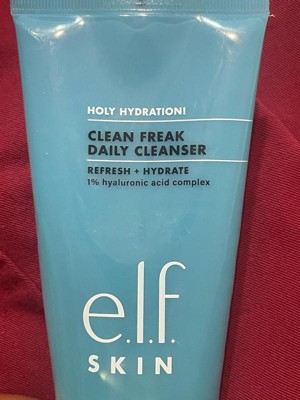 HOLY HYDRATION!
CLEAN FREAK
DAILY CLEANSER
REFRESH + HYDRATE
1% hyaluronic acid complex
e.l.f.
SKIN